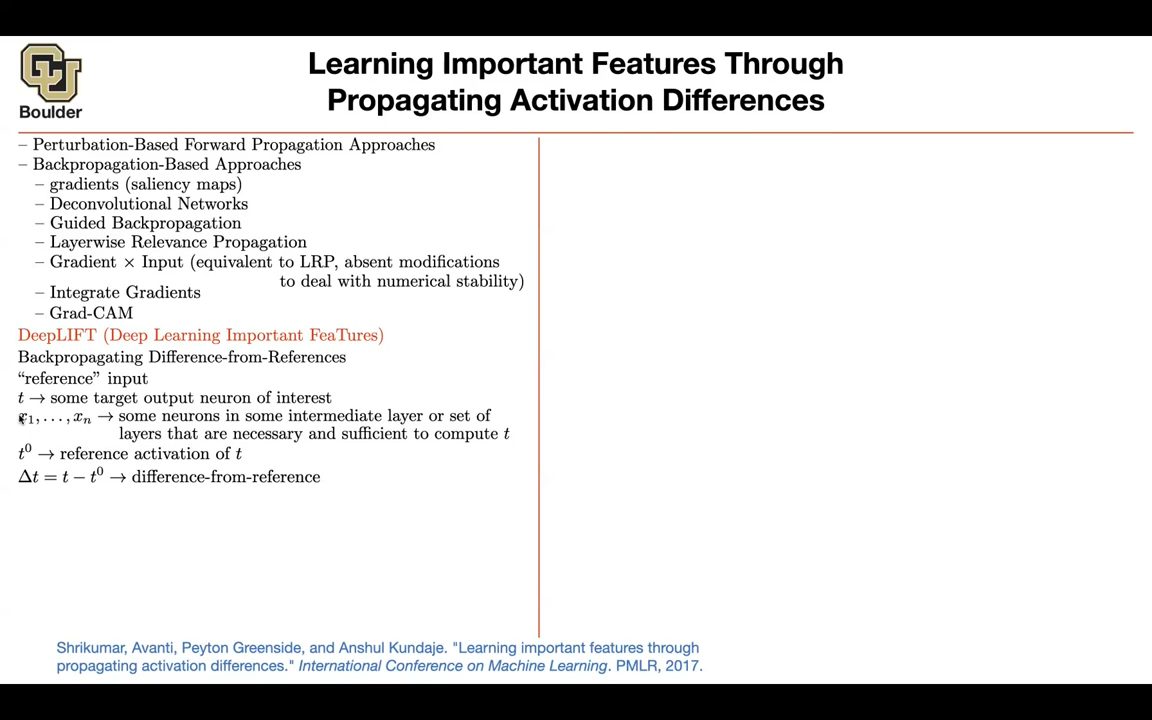 CU
Boulder
Learning Important Features Through
Propagating Activation Differences
– Perturbation-Based Forward Propagation Approaches
– Backpropagation-Based Approaches
– gradients (saliency maps)
– Deconvolutional Networks
– Guided Backpropagation
– Layerwise Relevance Propagation
– Gradient × Input (equivalent to LRP, absent modifications
to deal with numerical stability)
– Integrate Gradients
– Grad-CAM
DeepLIFT (Deep Learning Important FeaTures)
Backpropagating Difference-from-References
“reference” input
t → some target output neuron of interest
x₁, . . . , xₙ → some neurons in some intermediate layer or set of
layers that are necessary and sufficient to compute t
t⁰ → reference activation of t
Δt = t − t⁰ → difference-from-reference
Shrikumar, Avanti, Peyton Greenside, and Anshul Kundaje. "Learning important features through
propagating activation differences." International Conference on Machine Learning. PMLR, 2017.